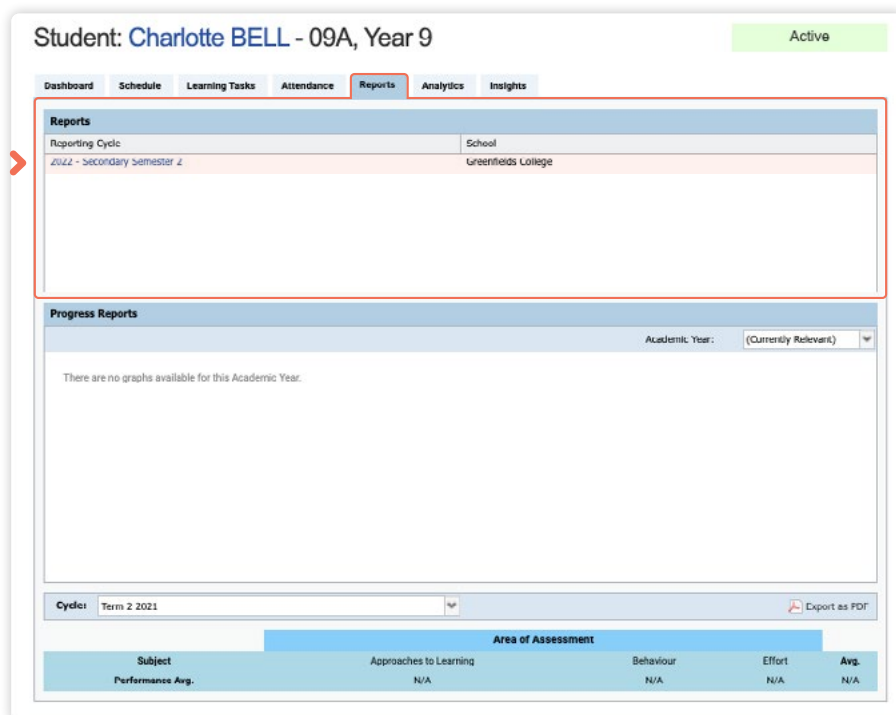 Student: Charlotte BELL - 09A, Year 9
Active
Dashboard Schedule Learning Tasks Attendance Reports Analytics Insights
Reports
Reporting Cycle School
2022 - Secondary Semester 2 Greenfields College
Progress Reports
Academic Year: (Currently Relevant)
There are no graphs available for this Academic Year.
Cycle: Term 2 2021 Export as PDF
Area of Assessment
Subject Approaches to Learning Behaviour Effort Avg.
Performance Avg. N/A N/A N/A N/A